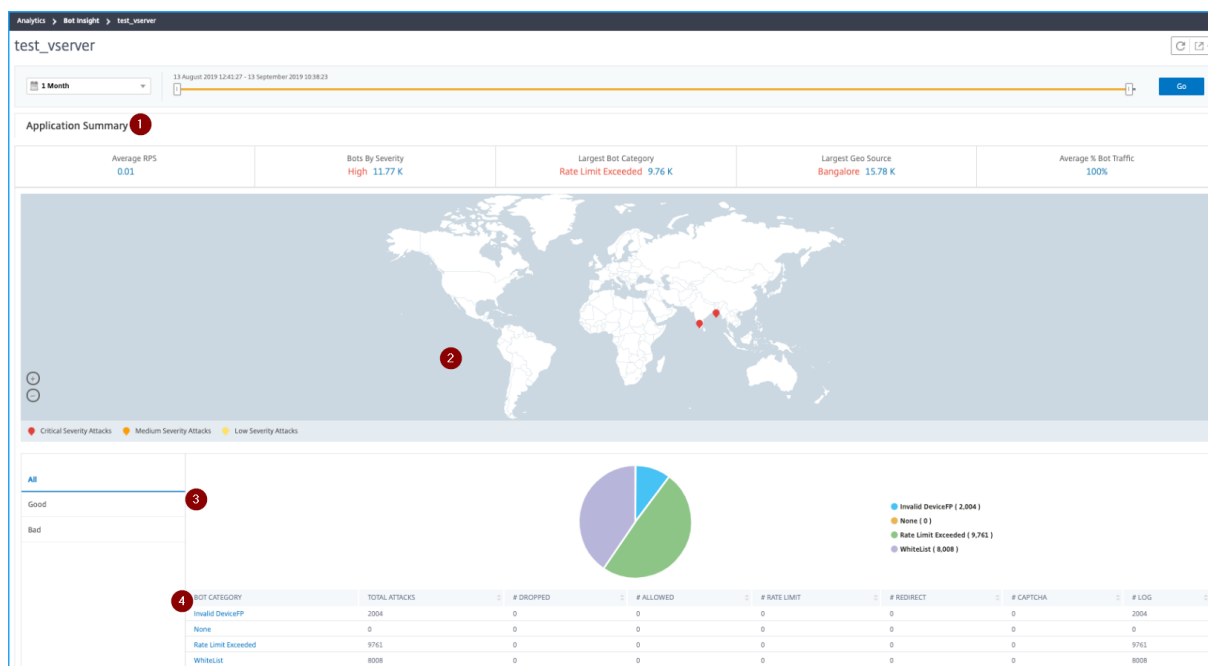 Analytics > Bot Insight > test_vserver
test_vserver
1 Month
13 August 2019 12:41:27 - 13 September 2019 10:38:23
Go
Application Summary 1
Average RPS
0.01
Bots By Severity
High 11.77 K
Largest Bot Category
Rate Limit Exceeded 9.76 K
Largest Geo Source
Bangalore 15.78 K
Average % Bot Traffic
100%
2
+
−
Critical Severity Attacks Medium Severity Attacks Low Severity Attacks
All
3
Good
Bad
Invalid DeviceFP ( 2,004 )
None ( 0 )
Rate Limit Exceeded ( 9,761 )
WhiteList ( 8,008 )
4
BOT CATEGORY TOTAL ATTACKS # DROPPED # ALLOWED # RATE LIMIT # REDIRECT # CAPTCHA # LOG
Invalid DeviceFP 2004 0 0 0 0 0 2004
None 0 0 0 0 0 0 0
Rate Limit Exceeded 9761 0 0 0 0 0 9761
WhiteList 8008 0 0 0 0 0 8008